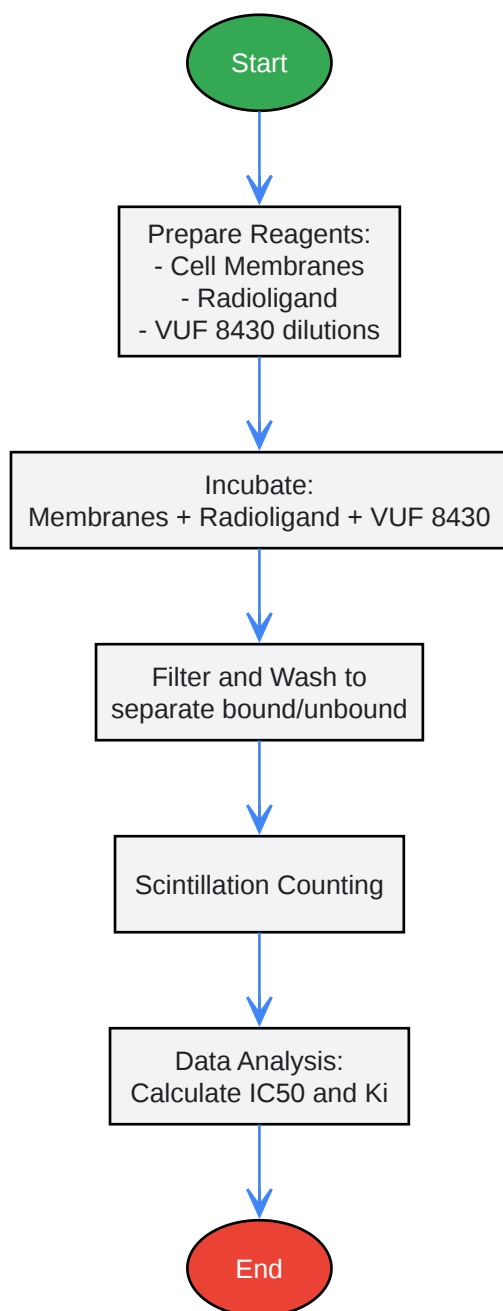 Start
Prepare Reagents:
- Cell Membranes
- Radioligand
- VUF 8430 dilutions
Incubate:
Membranes + Radioligand + VUF 8430
Filter and Wash to
separate bound/unbound
Scintillation Counting
Data Analysis:
Calculate IC50 and Ki
End